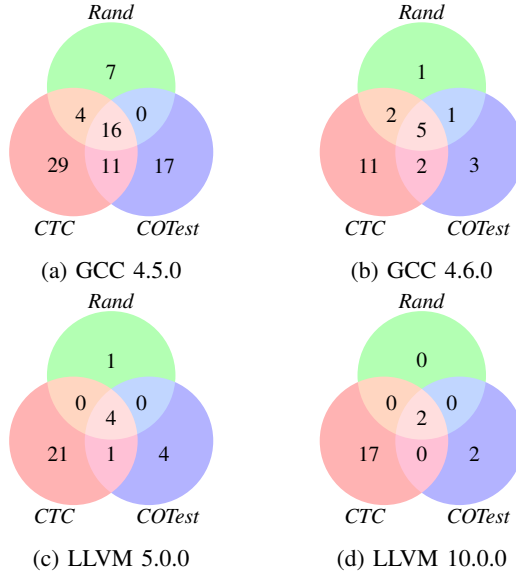 Rand Rand
7 1
4 0 2 1
16 5
29 11 17 11 2 3
CTC COTest CTC COTest
(a) GCC 4.5.0 (b) GCC 4.6.0
Rand Rand
1 0
0 0 0 0
4 2
21 1 4 17 0 2
CTC COTest CTC COTest
(c) LLVM 5.0.0 (d) LLVM 10.0.0